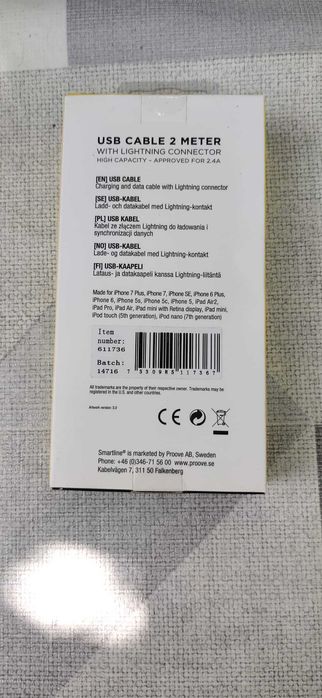 USB CABLE 2 METER
WITH LIGHTNING CONNECTOR
HIGH CAPACITY – APPROVED FOR 2.4A
[EN] USB CABLE
Charging and data cable with Lightning connector
[SE] USB-KABEL
Ladd- och datakabel med Lightning-kontakt
[PL] USB KABEL
Kabel ze złączem Lightning do ładowania i
synchronizacji danych
[NO] USB-KABEL
Lade- og datakabel med Lightning-kontakt
[FI] USB-KAAPELI
Lataus- ja datakaapeli kanssa Lightning-liitäntä
Made for iPhone 7 Plus, iPhone 7, iPhone SE, iPhone 6 Plus,
iPhone 6, iPhone 5s, iPhone 5c, iPhone 5, iPad Air2,
iPad Pro, iPad Air, iPad mini with Retina display, iPad mini,
iPod touch (5th generation), iPod nano (7th generation)
Item
number:
611736
Batch:
14716
7 330985 117367
All trademarks are the property of their respective owner. Trademarks may be
registered in the U.S. and other countries.
Artwork version: 3.0
CE
Smartline® is marketed by Proove AB, Sweden
Phone: +46 (0)346-71 56 00 www.proove.se
Kabelvägen 7, 311 50 Falkenberg